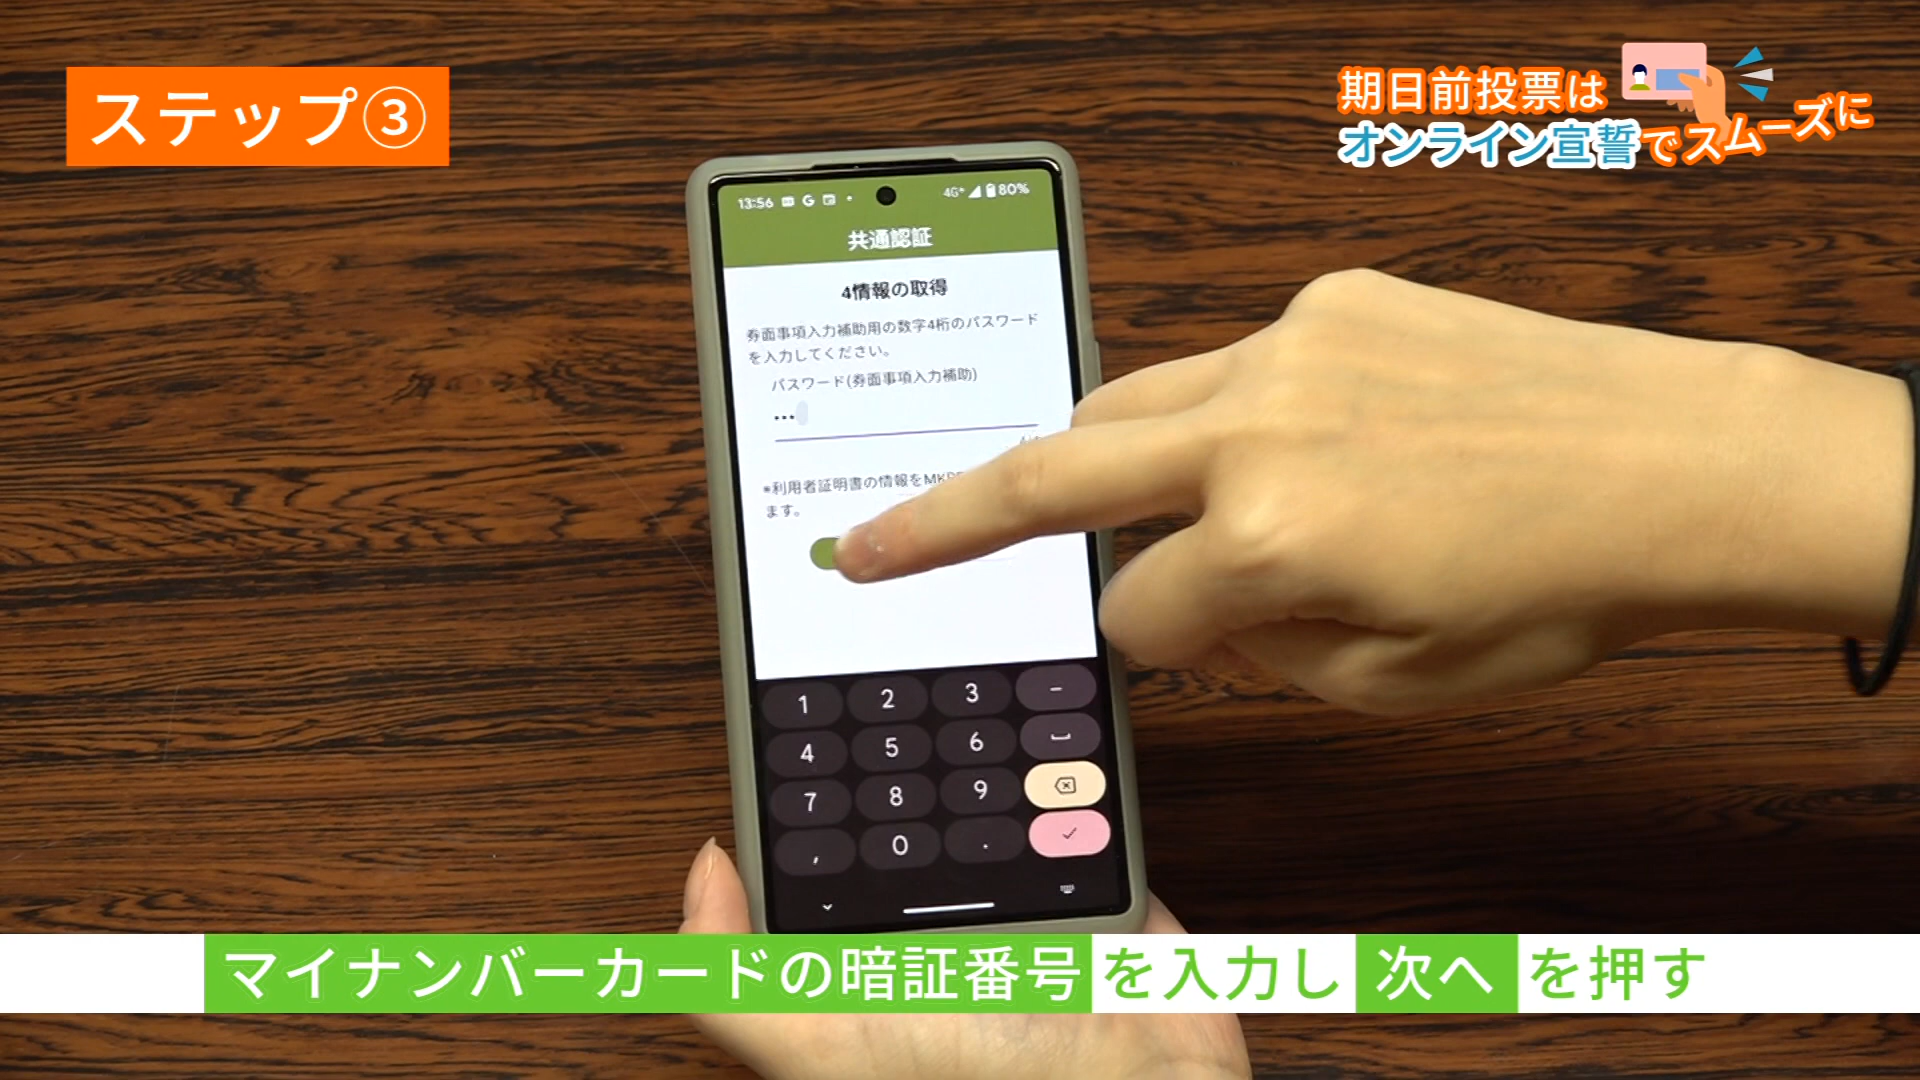 ステップ③
期日前投票は
オンライン宣誓でスムーズに
13:56
4G+
80%
共通認証
4情報の取得
券面事項入力補助用の数字4桁のパスワード
を入力してください。
パスワード(券面事項入力補助)
•••
*利用者証明書の情報を
ます。
1 2 3 -
4 5 6
7 8 9
, 0 .
マイナンバーカードの暗証番号を入力し 次へ を押す